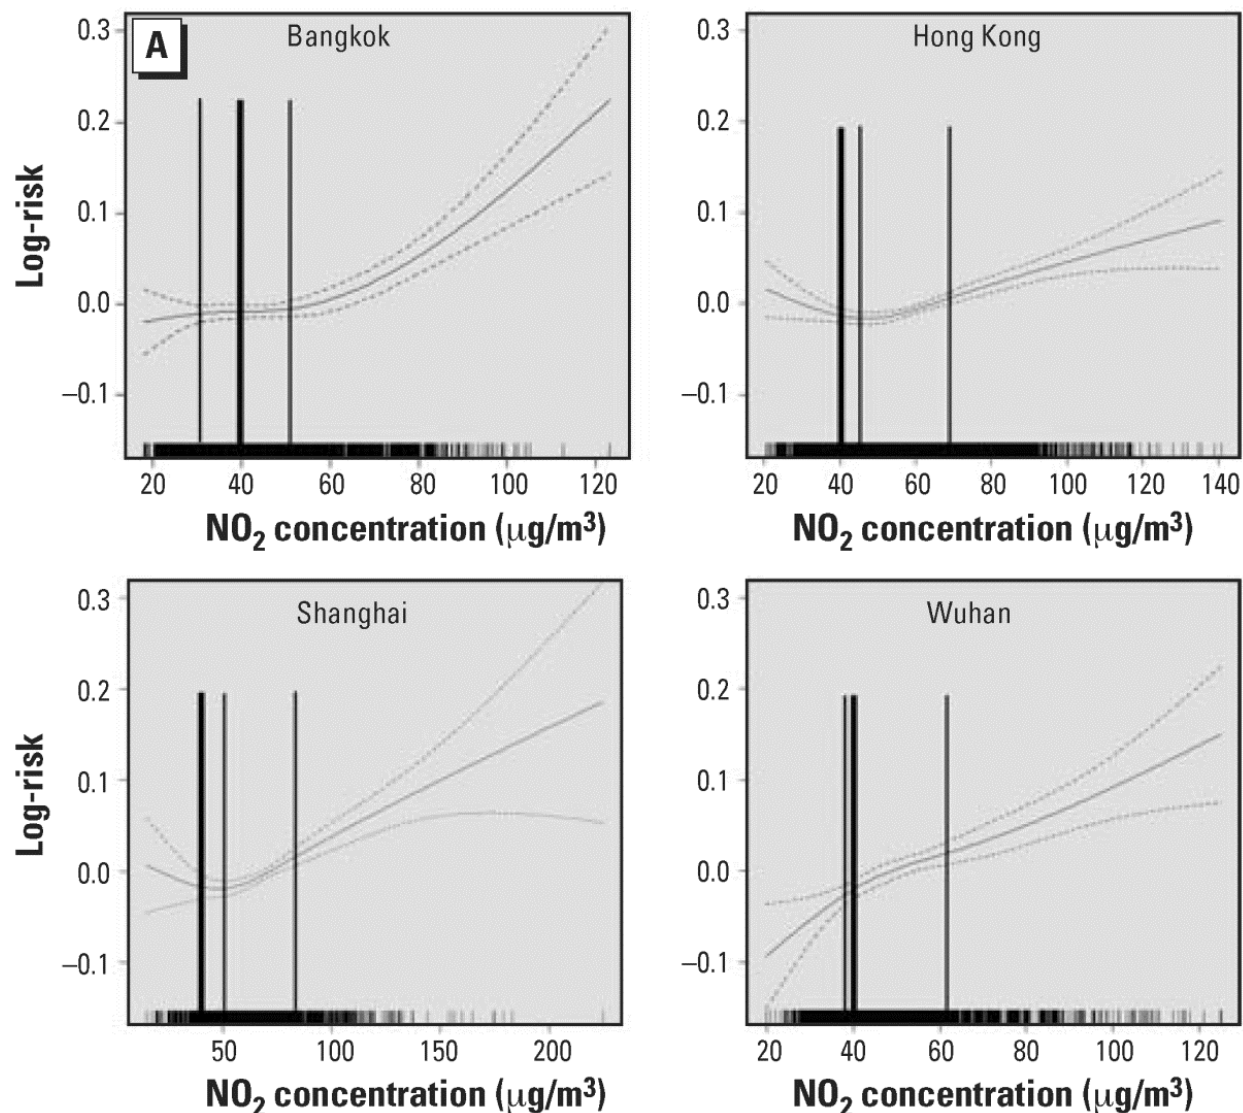 A
Bangkok
Log-risk
0.3
0.2
0.1
0.0
–0.1
20 40 60 80 100 120
NO2 concentration (μg/m³)
Hong Kong
0.3
0.2
0.1
0.0
–0.1
20 40 60 80 100 120 140
NO2 concentration (μg/m³)
Shanghai
Log-risk
0.3
0.2
0.1
0.0
–0.1
50 100 150 200
NO2 concentration (μg/m³)
Wuhan
0.3
0.2
0.1
0.0
–0.1
20 40 60 80 100 120
NO2 concentration (μg/m³)